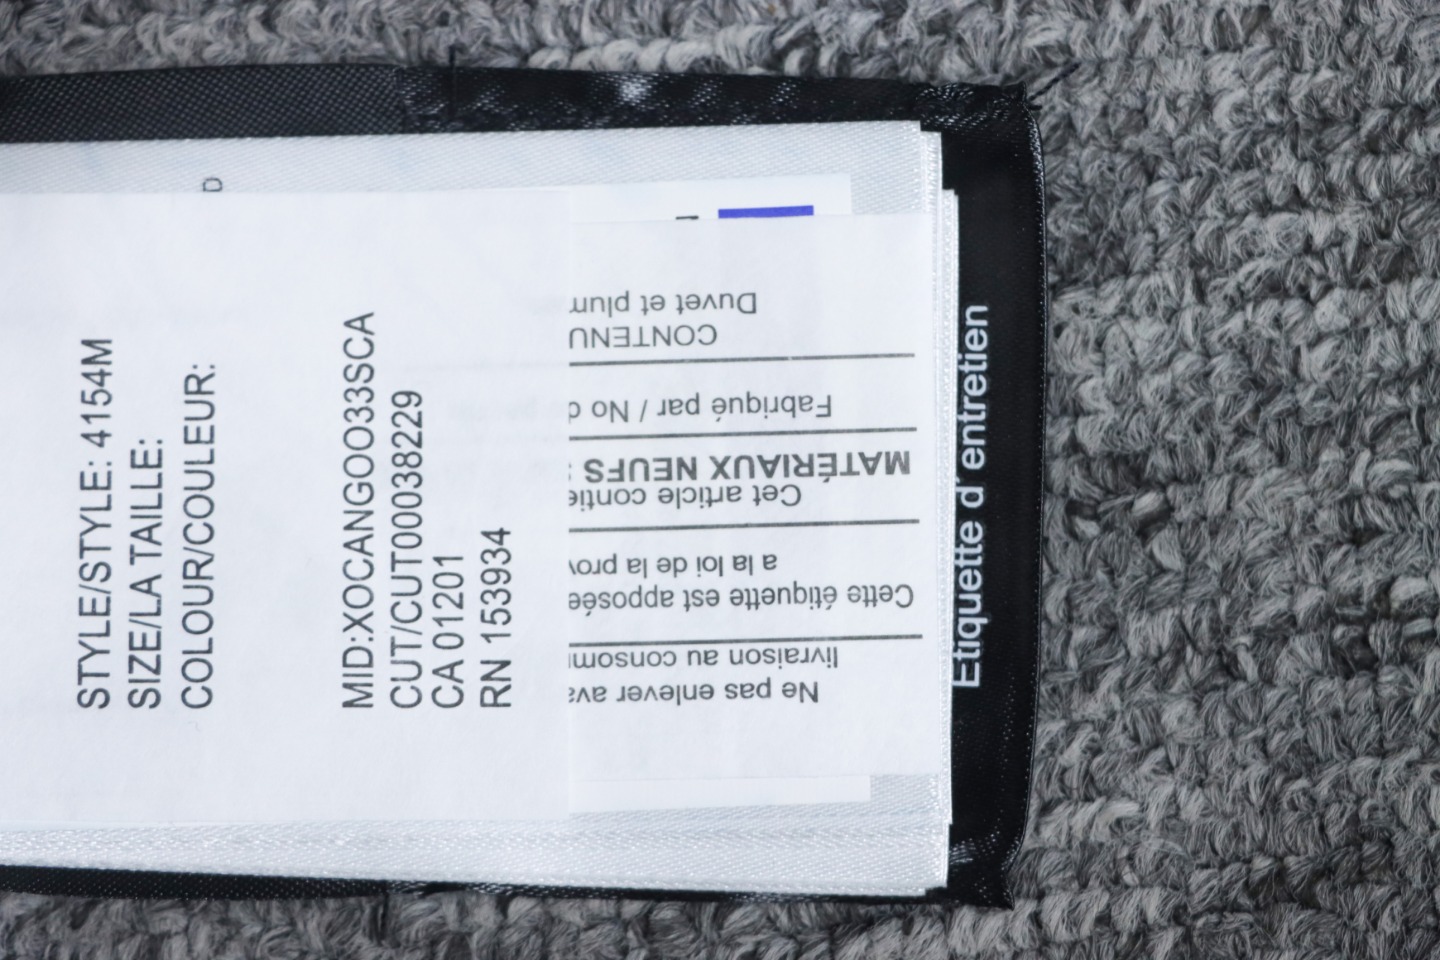 STYLE/STYLE: 4154M
SIZE/LA TAILLE:
COLOUR/COULEUR:
MID:XOCANGOO33SCA
CUT/CUT00038229
CA 01201
RN 153934
Ne pas enlever
livraison au
Cette étiquette est apposée
a la loi de la
Cet article
MATÉRIAUX NEUFS
Fabriqué par / No
CONTENU
Duvet et
Etiquette d'entretien